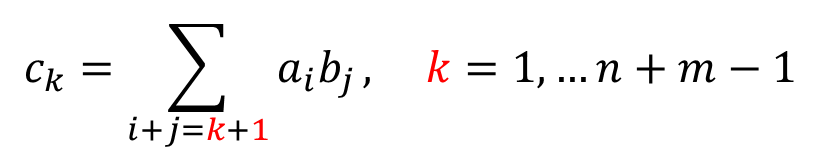 c_k = ∑_{i+j=k+1} a_i b_j ,   k = 1, … n + m − 1